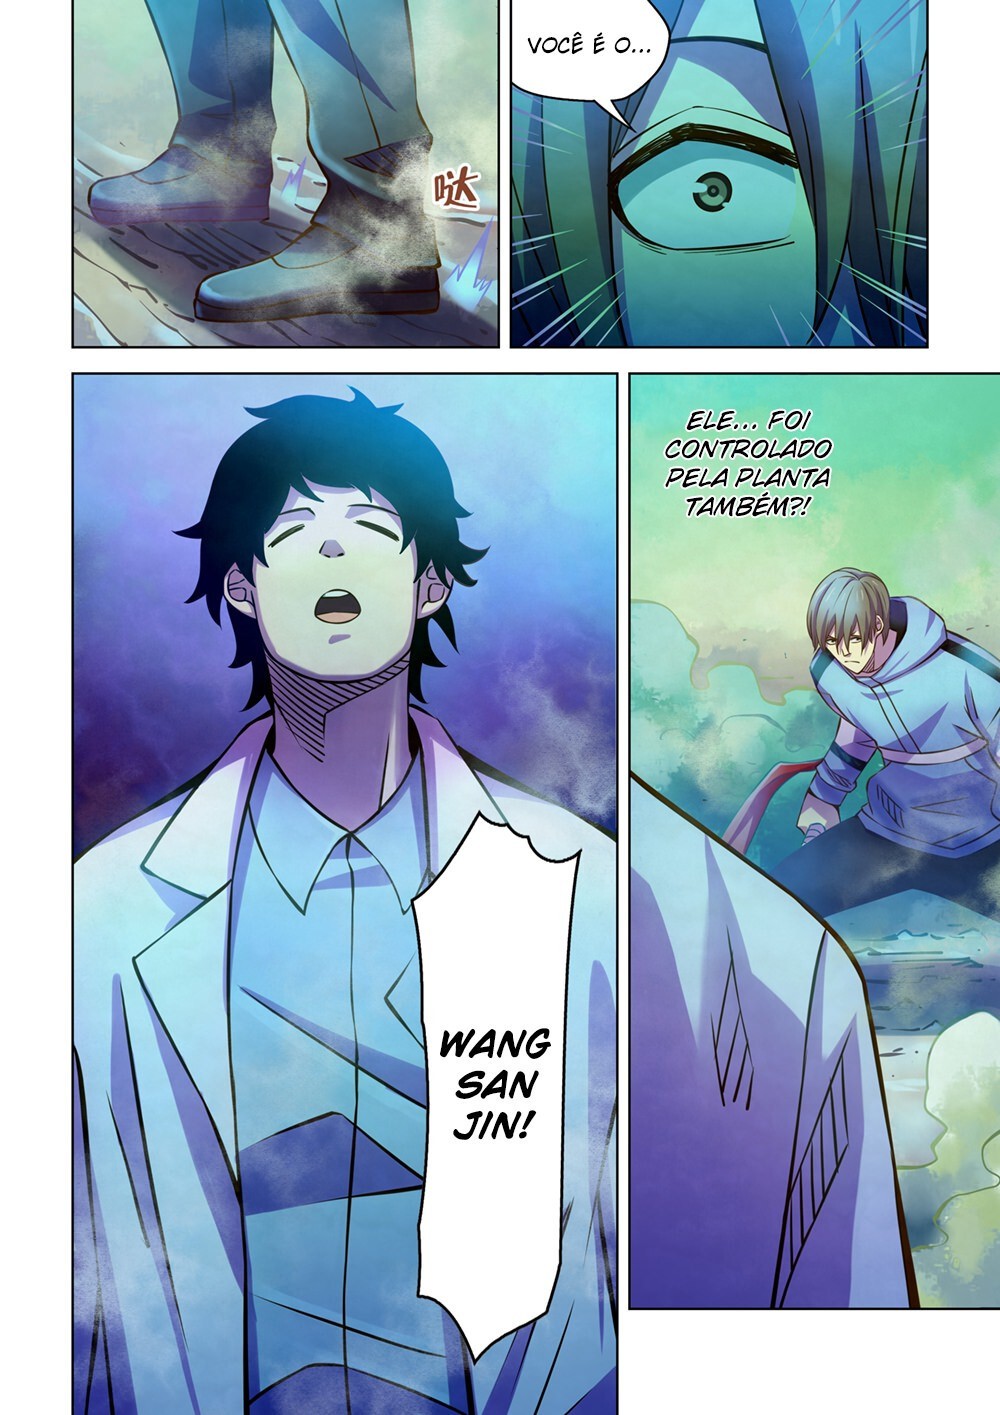 哒
VOCÊ É O...
WANG
SAN
JIN!
ELE... FOI
CONTROLADO
PELA PLANTA
TAMBÉM?!